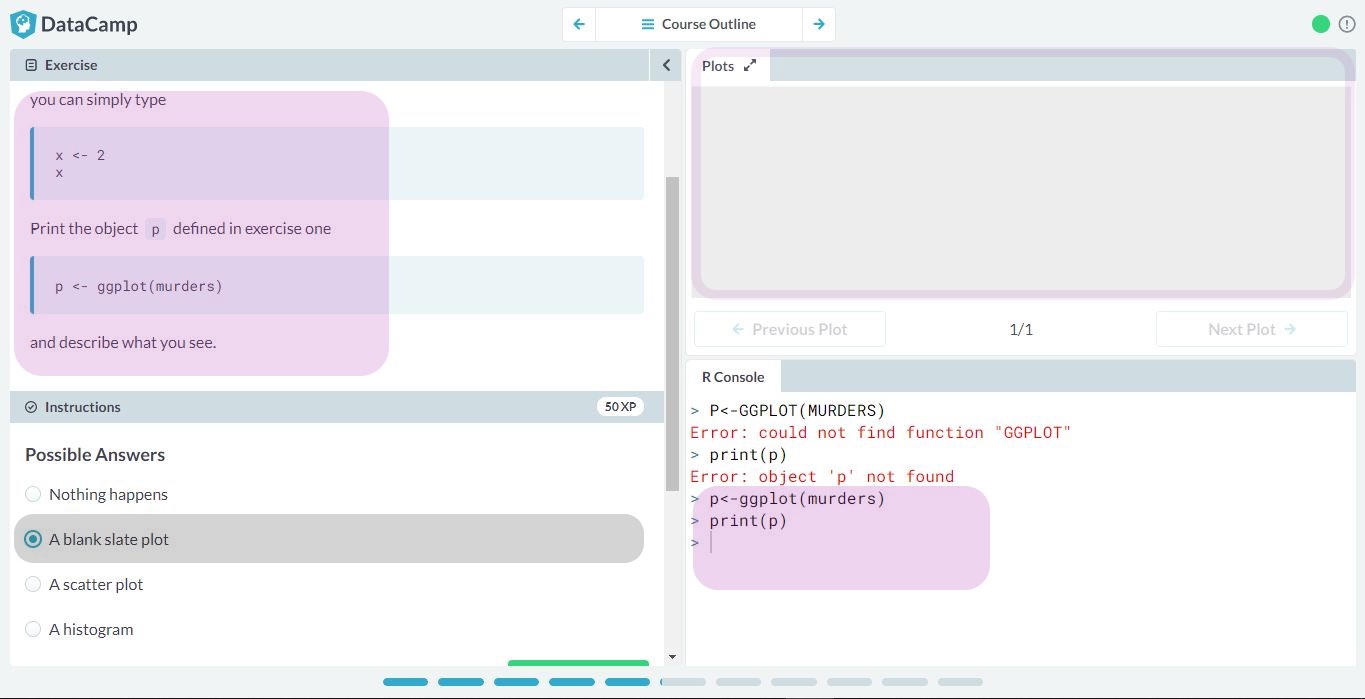 DataCamp
Course Outline
Exercise
you can simply type
x <- 2
x
Print the object p defined in exercise one
p <- ggplot(murders)
and describe what you see.
Instructions
50 XP
Possible Answers
Nothing happens
A blank slate plot
A scatter plot
A histogram
Plots
Previous Plot
1/1
Next Plot
R Console
> P<-GGPLOT(MURDERS)
Error: could not find function "GGPLOT"
> print(p)
Error: object 'p' not found
> p<-ggplot(murders)
> print(p)
>